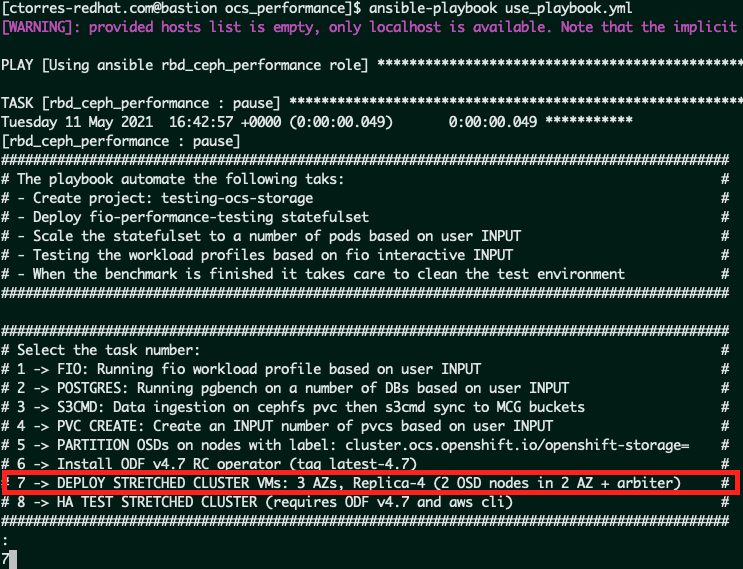 [ctorres-redhat.com@bastion ocs_performance]$ ansible-playbook use_playbook.yml
[WARNING]: provided hosts list is empty, only localhost is available. Note that the implicit
PLAY [Using ansible rbd_ceph_performance role] **********************************************
TASK [rbd_ceph_performance : pause] *********************************************************
Tuesday 11 May 2021  16:42:57 +0000 (0:00:00.049)       0:00:00.049 ***********
[rbd_ceph_performance : pause]
###########################################################################################
# The playbook automate the following taks:                                               #
# - Create project: testing-ocs-storage                                                   #
# - Deploy fio-performance-testing statefulset                                            #
# - Scale the statefulset to a number of pods based on user INPUT                         #
# - Testing the workload profiles based on fio interactive INPUT                          #
# - When the benchmark is finished it takes care to clean the test environment            #
###########################################################################################
###########################################################################################
# Select the task number:                                                                 #
# 1 -> FIO: Running fio workload profile based on user INPUT                              #
# 2 -> POSTGRES: Running pgbench on a number of DBs based on user INPUT                   #
# 3 -> S3CMD: Data ingestion on cephfs pvc then s3cmd sync to MCG buckets                 #
# 4 -> PVC CREATE: Create an INPUT number of pvcs based on user INPUT                     #
# 5 -> PARTITION OSDs on nodes with label: cluster.ocs.openshift.io/openshift-storage=    #
# 6 -> Install ODF v4.7 RC operator (tag latest-4.7)                                      #
# 7 -> DEPLOY STRETCHED CLUSTER VMs: 3 AZs, Replica-4 (2 OSD nodes in 2 AZ + arbiter)     #
# 8 -> HA TEST STRETCHED CLUSTER (requires ODF v4.7 and aws cli)                          #
###########################################################################################
:
7